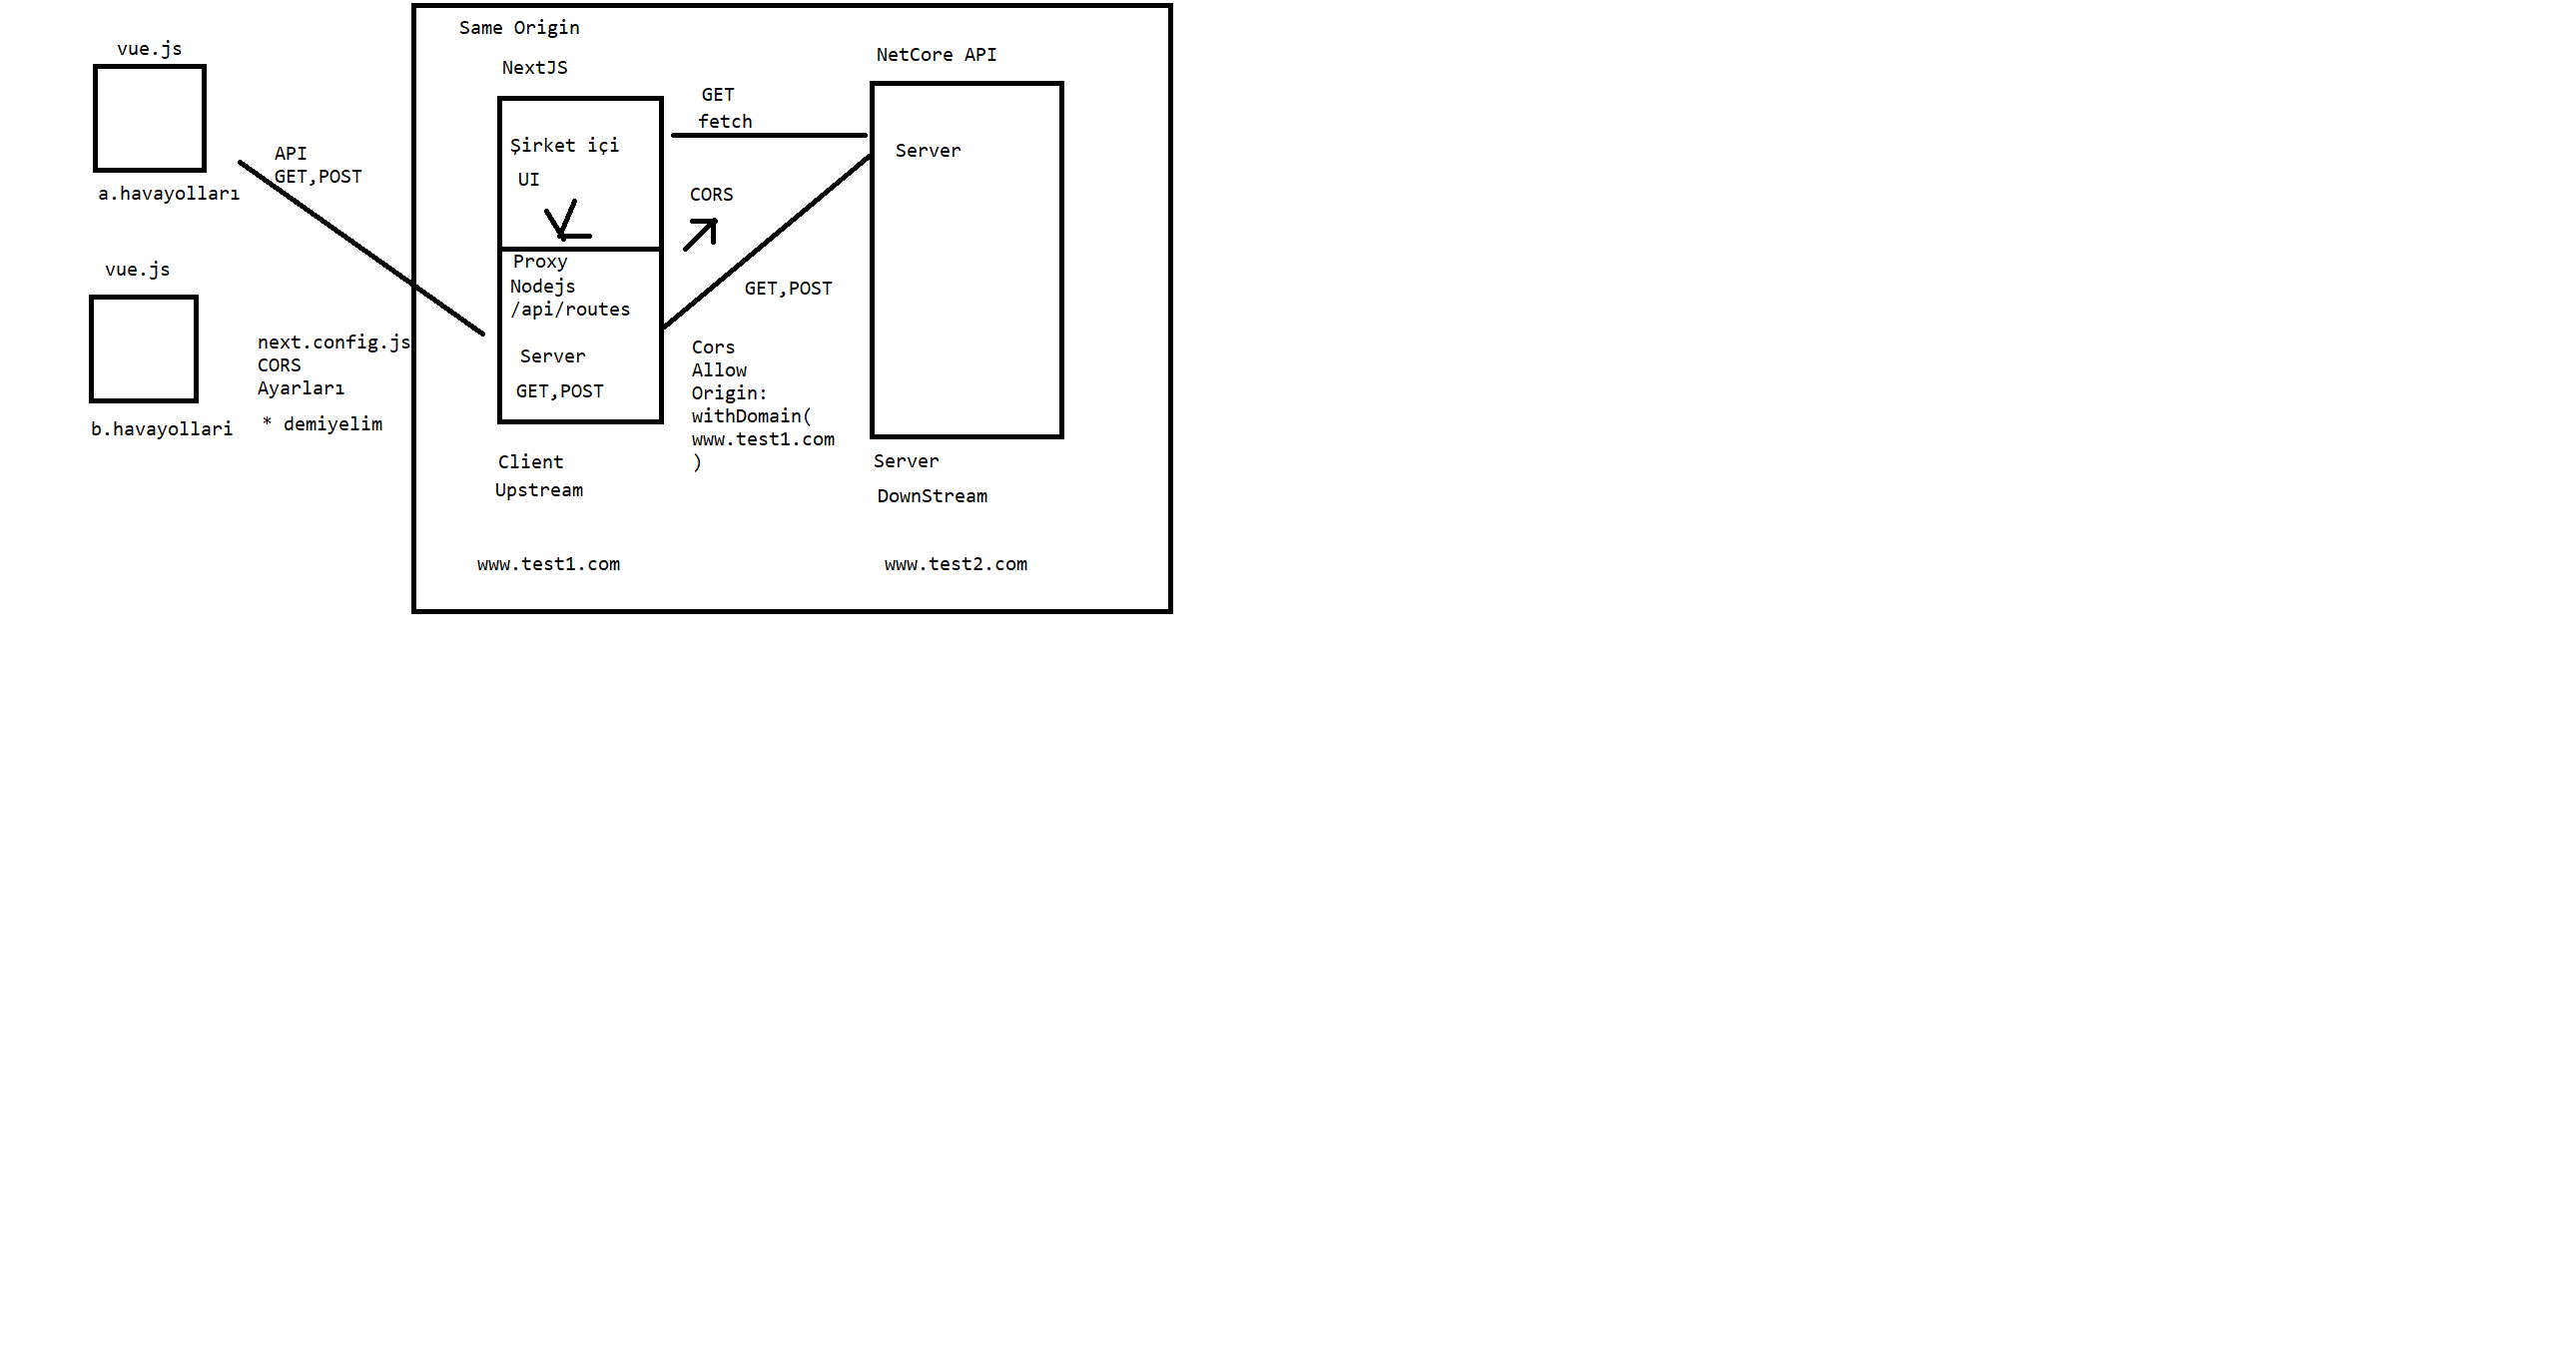 vue.js
a.havayolları
API
GET,POST
vue.js
b.havayollari
next.config.js
CORS
Ayarları
* demiyelim
Same Origin
NextJS
Şirket içi
UI
Proxy
Nodejs
/api/routes
Server
GET,POST
Client
Upstream
www.test1.com
GET
fetch
CORS
GET,POST
Cors
Allow
Origin:
withDomain(
www.test1.com
)
NetCore API
Server
Server
DownStream
www.test2.com